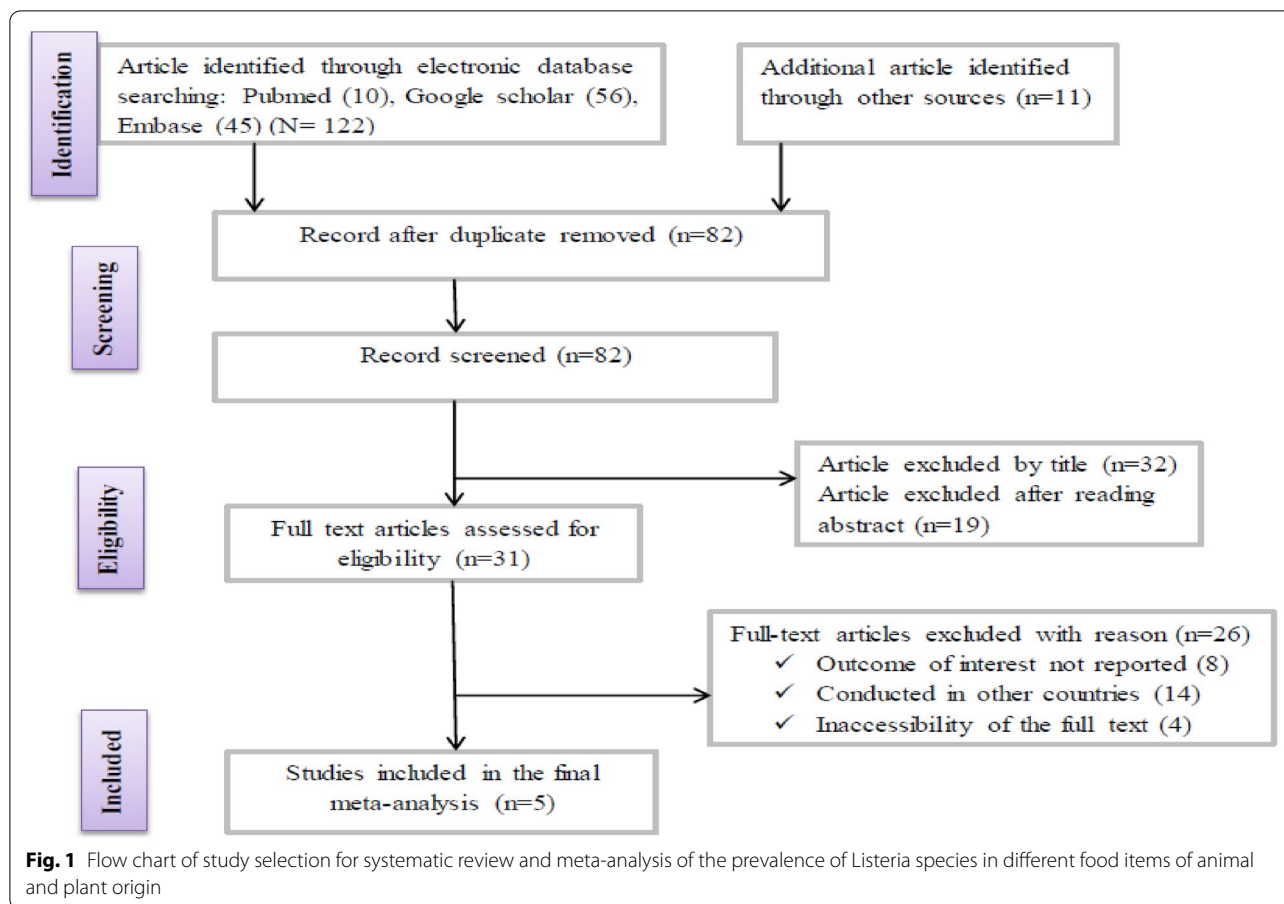 Identification
Article identified through electronic database
searching: Pubmed (10), Google scholar (56),
Embase (45) (N= 122)
Additional article identified
through other sources (n=11)
Record after duplicate removed (n=82)
Screening
Record screened (n=82)
Article excluded by title (n=32)
Article excluded after reading
abstract (n=19)
Eligibility
Full text articles assessed for
eligibility (n=31)
Full-text articles excluded with reason (n=26)
✓ Outcome of interest not reported (8)
✓ Conducted in other countries (14)
✓ Inaccessibility of the full text (4)
Included
Studies included in the final
meta-analysis (n=5)
Fig. 1 Flow chart of study selection for systematic review and meta-analysis of the prevalence of Listeria species in different food items of animal
and plant origin